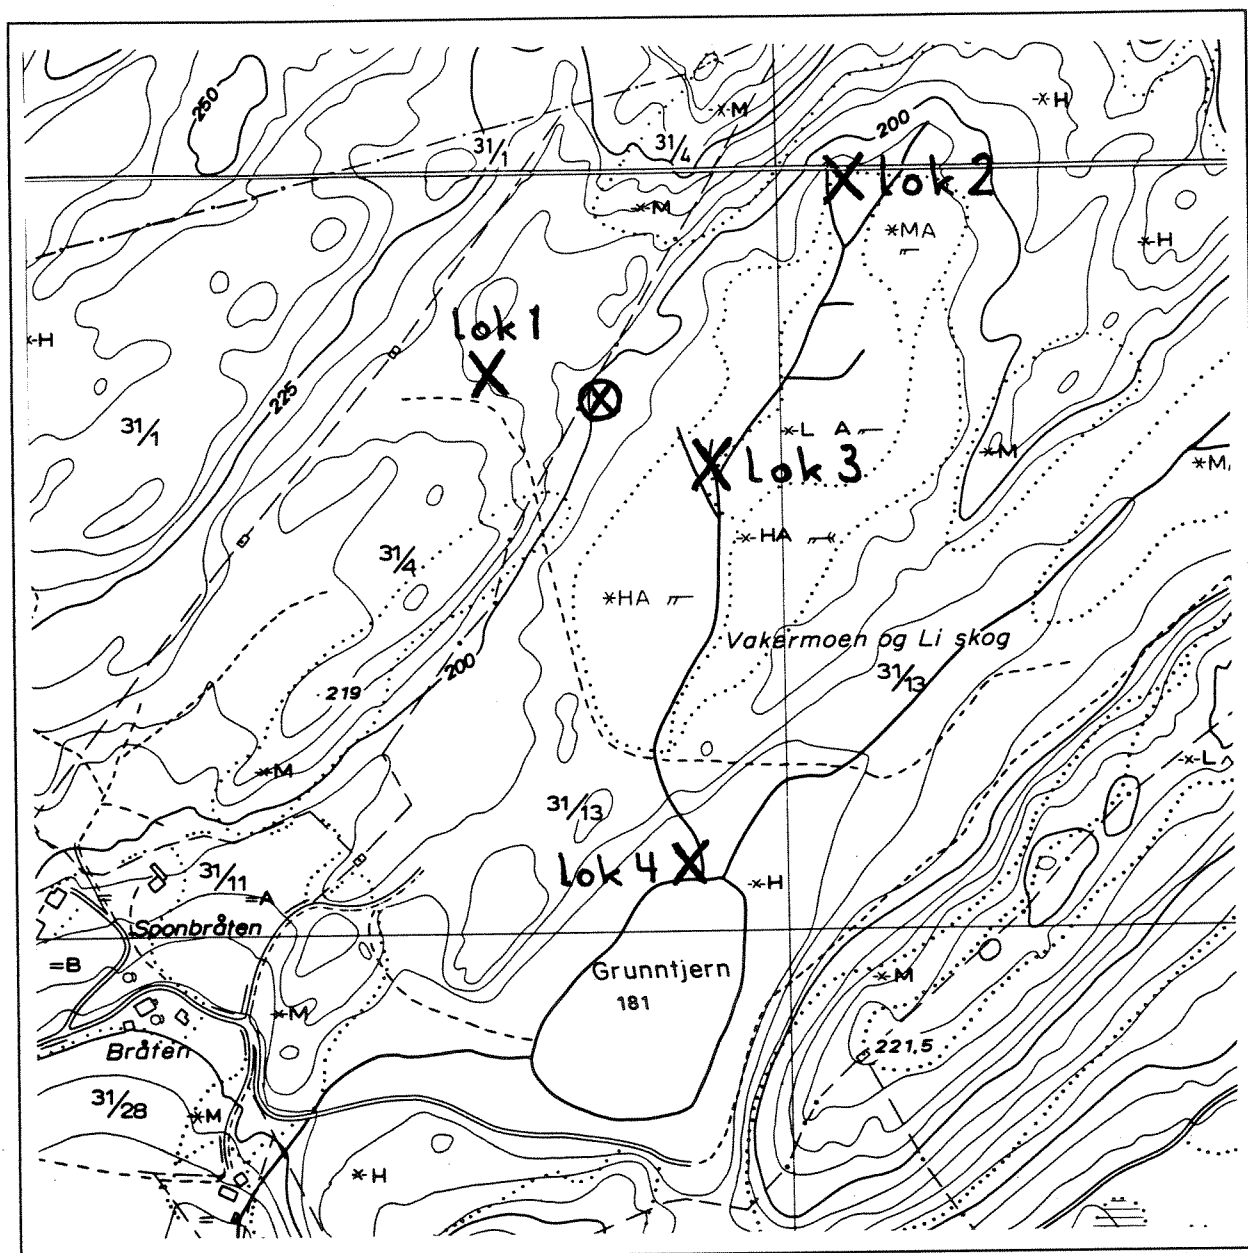 250
31/1
31/4
M
200
H
M
lok 2
MA
H
lok 1
H
225
31/1
L A
M
lok 3
M
HA
31/4
HA
Vakermoen og Li skog
31/13
200
219
M
L
31/13
31/11
A
lok 4
H
Sponbråten
B
Grunntjern
181
M
M
221,5
Bråten
31/28
M
H